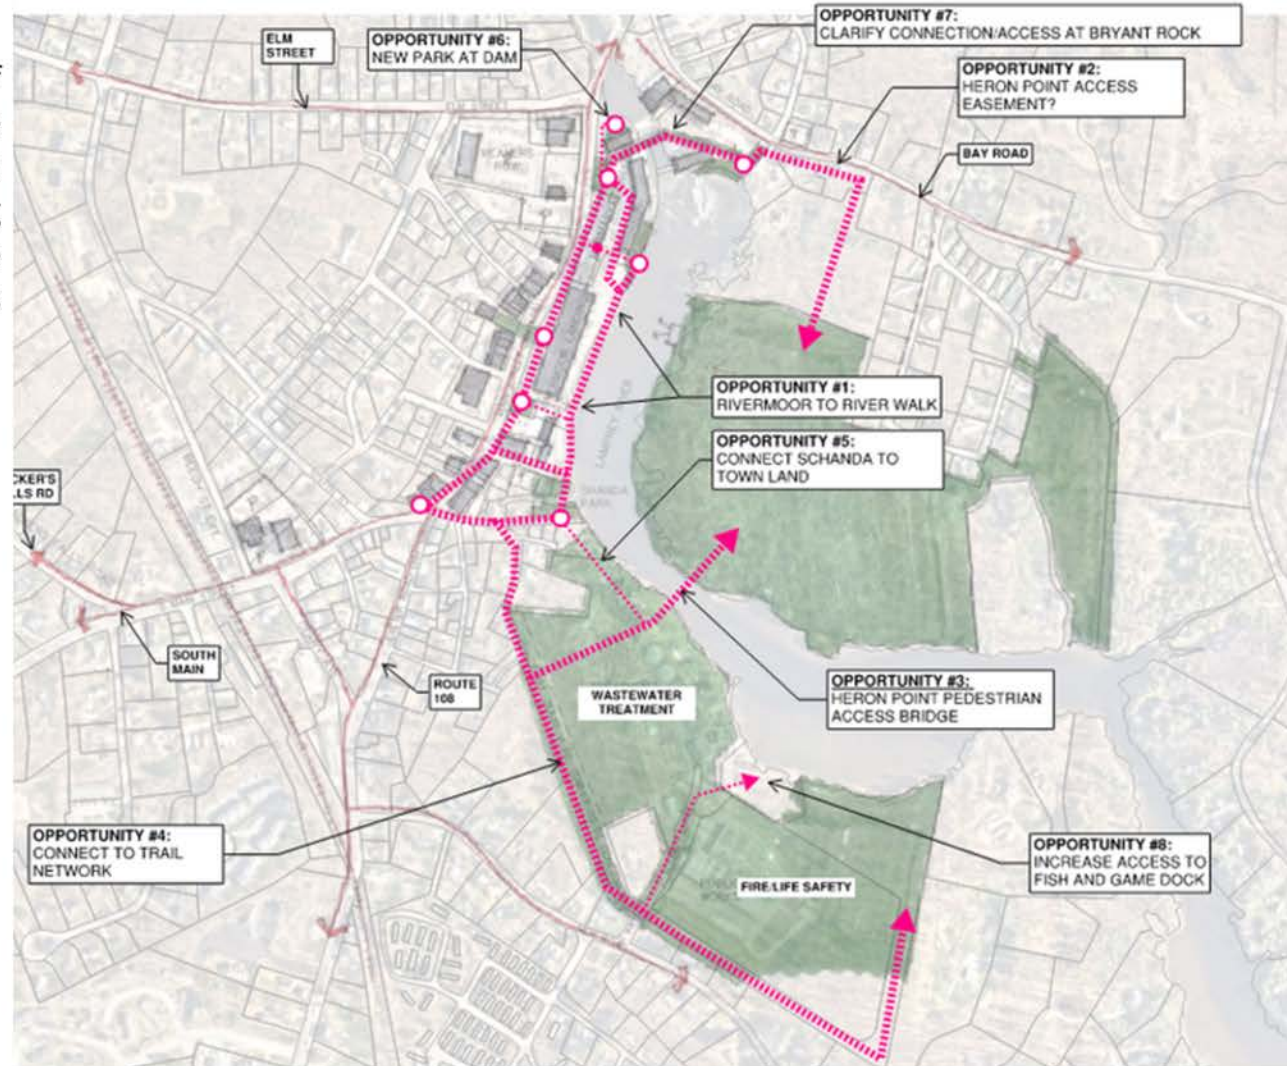 OPPORTUNITY #7:
CLARIFY CONNECTION/ACCESS AT BRYANT ROCK
ELM
STREET
OPPORTUNITY #6:
NEW PARK AT DAM
OPPORTUNITY #2:
HERON POINT ACCESS
EASEMENT?
BAY ROAD
OPPORTUNITY #1:
RIVERMOOR TO RIVER WALK
OPPORTUNITY #5:
CONNECT SCHANDA TO
TOWN LAND
CKER'S
LLS RD
SOUTH
MAIN
ROUTE
108
WASTEWATER
TREATMENT
OPPORTUNITY #3:
HERON POINT PEDESTRIAN
ACCESS BRIDGE
OPPORTUNITY #4:
CONNECT TO TRAIL
NETWORK
FIRE/LIFE SAFETY
OPPORTUNITY #8:
INCREASE ACCESS TO
FISH AND GAME DOCK